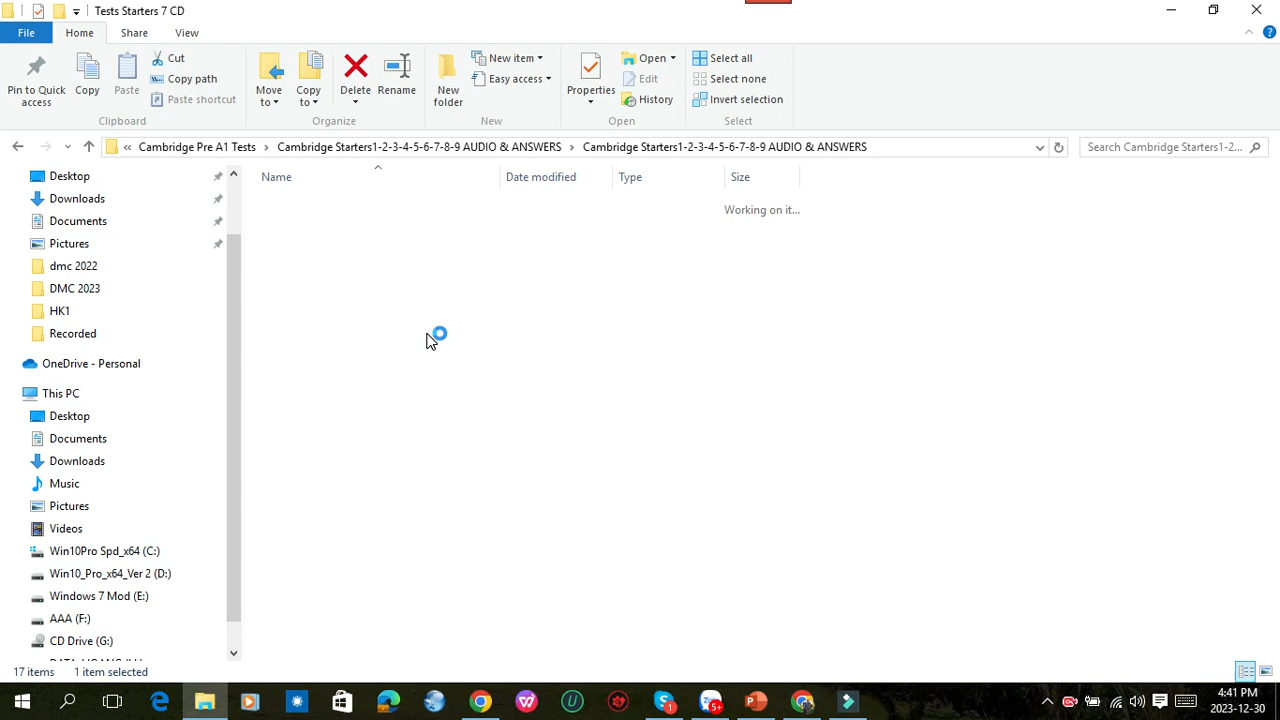 Tests Starters 7 CD
File
Home
Share
View
Pin to Quick access
Copy
Paste
Cut
Copy path
Paste shortcut
Clipboard
Move to
Copy to
Delete
Rename
Organize
New folder
New item
Easy access
New
Properties
Open
Edit
History
Open
Select all
Select none
Invert selection
Select
« Cambridge Pre A1 Tests > Cambridge Starters1-2-3-4-5-6-7-8-9 AUDIO & ANSWERS > Cambridge Starters1-2-3-4-5-6-7-8-9 AUDIO & ANSWERS
Search Cambridge Starters1-2...
Name
Date modified
Type
Size
Working on it...
Desktop
Downloads
Documents
Pictures
dmc 2022
DMC 2023
HK1
Recorded
OneDrive - Personal
This PC
Desktop
Documents
Downloads
Music
Pictures
Videos
Win10Pro Spd_x64 (C:)
Win10_Pro_x64_Ver 2 (D:)
Windows 7 Mod (E:)
AAA (F:)
CD Drive (G:)
17 items
1 item selected
1
5+
4:41 PM
2023-12-30